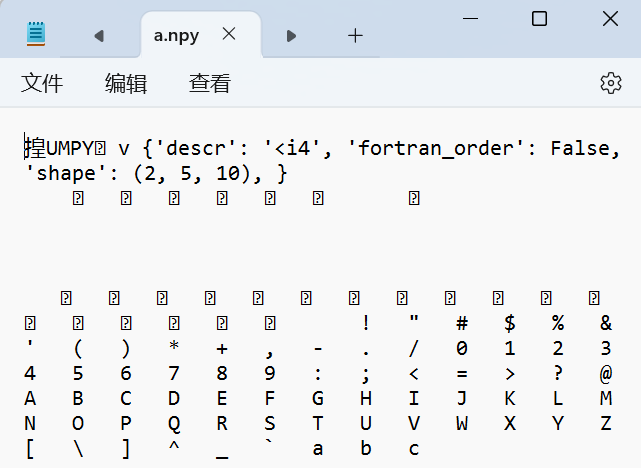 a.npy
文件 编辑 查看
揑UMPY v {'descr': '<i4', 'fortran_order': False,
'shape': (2, 5, 10), }
! " # $ % &
' ( ) * + , - . / 0 1 2 3
4 5 6 7 8 9 : ; < = > ? @
A B C D E F G H I J K L M
N O P Q R S T U V W X Y Z
[ \ ] ^ _ ` a b c